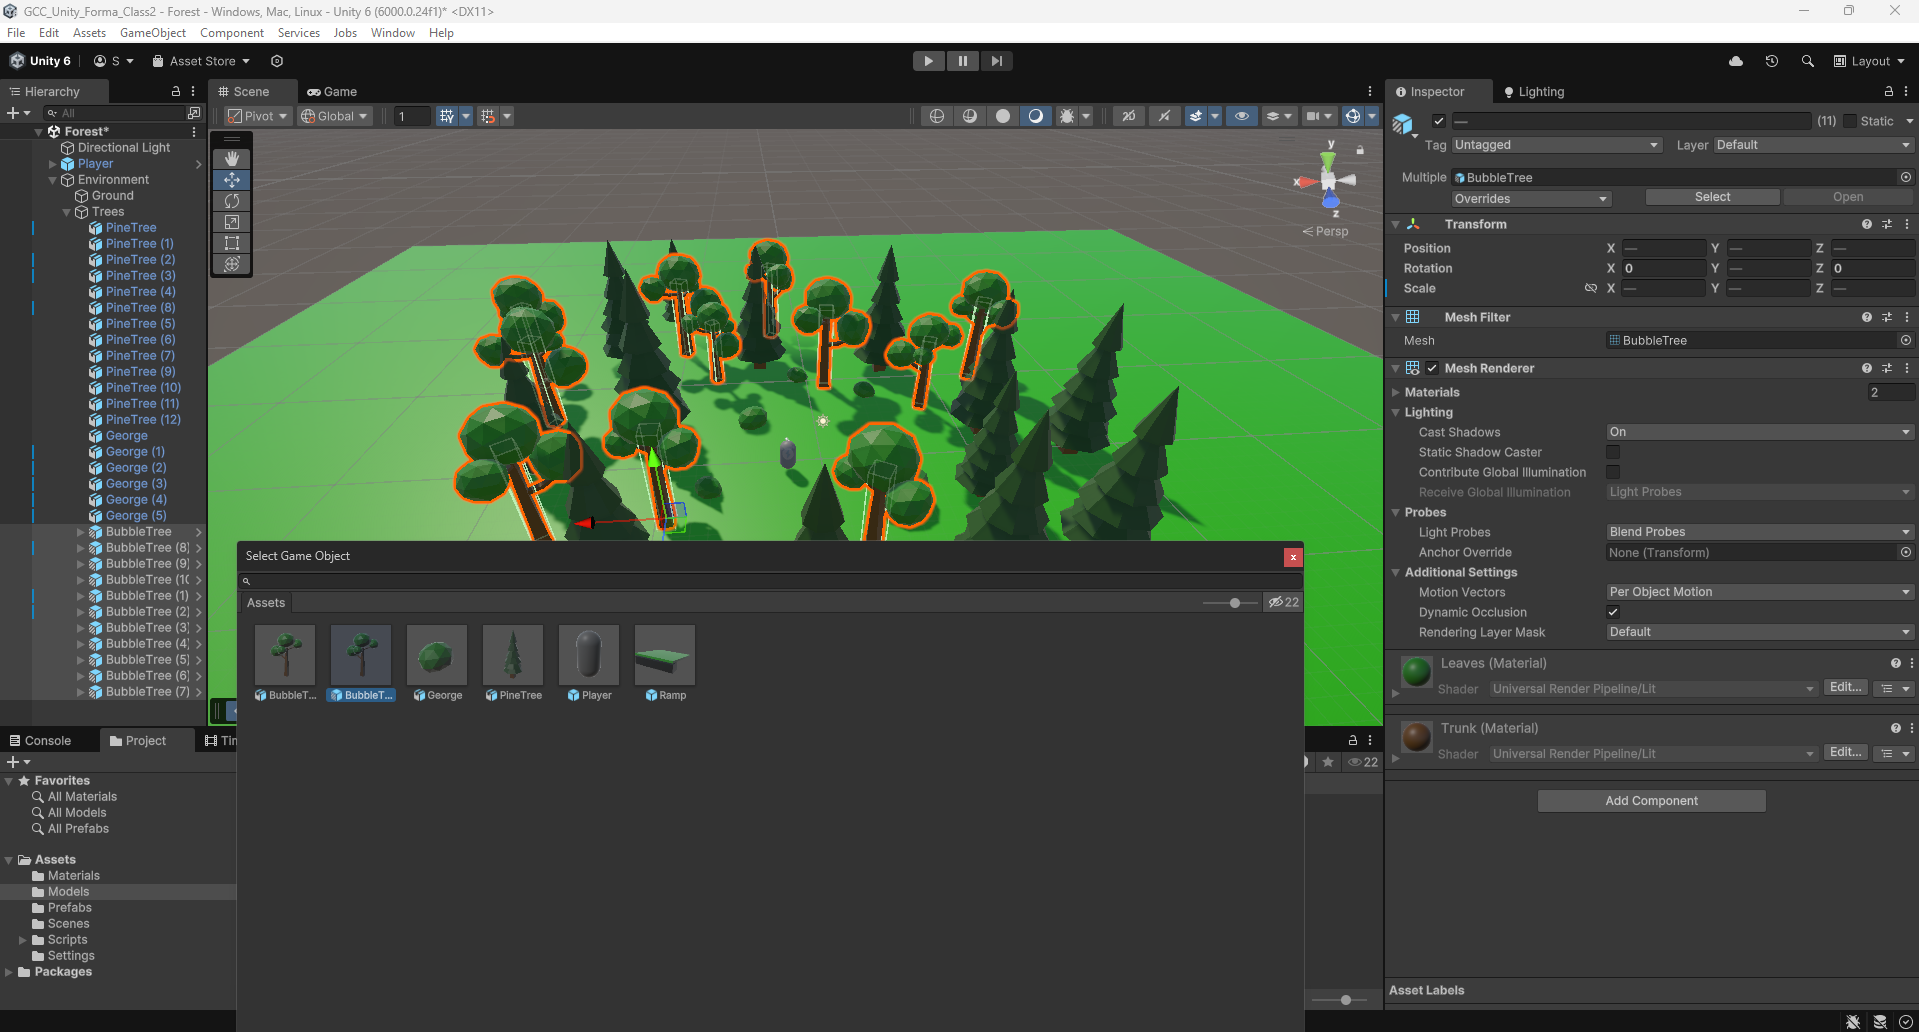 GCC_Unity_Forma_Class2 - Forest - Windows, Mac, Linux - Unity 6 (6000.0.24f1)* <DX11>
File Edit Assets GameObject Component Services Jobs Window Help
Unity 6 S Asset Store Layout
Hierarchy
All
Forest*
Directional Light
Player
Environment
Ground
Trees
PineTree
PineTree (1)
PineTree (2)
PineTree (3)
PineTree (4)
PineTree (8)
PineTree (5)
PineTree (6)
PineTree (7)
PineTree (9)
PineTree (10)
PineTree (11)
PineTree (12)
George
George (1)
George (2)
George (3)
George (4)
George (5)
BubbleTree
BubbleTree (8)
BubbleTree (9)
BubbleTree (10
BubbleTree (1)
BubbleTree (2)
BubbleTree (3)
BubbleTree (4)
BubbleTree (5)
BubbleTree (6)
BubbleTree (7)
Scene Game
Pivot Global 1 2D
y
x
z
< Persp
Select Game Object
Assets 22
BubbleT... BubbleT... George PineTree Player Ramp
Console Project Tim
22
Favorites
All Materials
All Models
All Prefabs
Assets
Materials
Models
Prefabs
Scenes
Scripts
Settings
Packages
Inspector Lighting
— (11) Static
Tag Untagged Layer Default
Multiple BubbleTree
Overrides Select Open
Transform
Position X — Y — Z —
Rotation X 0 Y — Z 0
Scale X — Y — Z —
Mesh Filter
Mesh BubbleTree
Mesh Renderer
Materials 2
Lighting
Cast Shadows On
Static Shadow Caster
Contribute Global Illumination
Receive Global Illumination Light Probes
Probes
Light Probes Blend Probes
Anchor Override None (Transform)
Additional Settings
Motion Vectors Per Object Motion
Dynamic Occlusion
Rendering Layer Mask Default
Leaves (Material)
Shader Universal Render Pipeline/Lit Edit...
Trunk (Material)
Shader Universal Render Pipeline/Lit Edit...
Add Component
Asset Labels